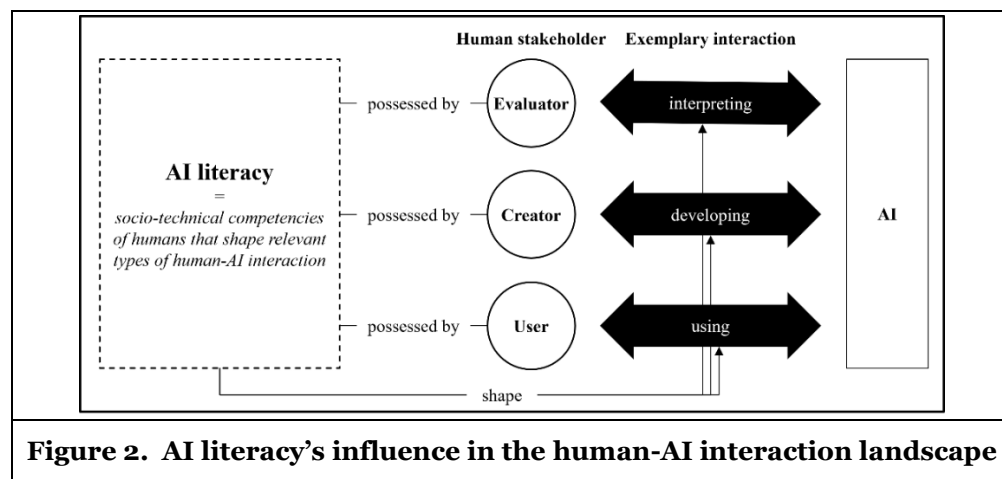 Human stakeholder Exemplary interaction
possessed by Evaluator interpreting
AI literacy
=
socio-technical competencies
of humans that shape relevant
types of human-AI interaction
possessed by Creator developing
AI
possessed by User using
shape
Figure 2. AI literacy’s influence in the human-AI interaction landscape